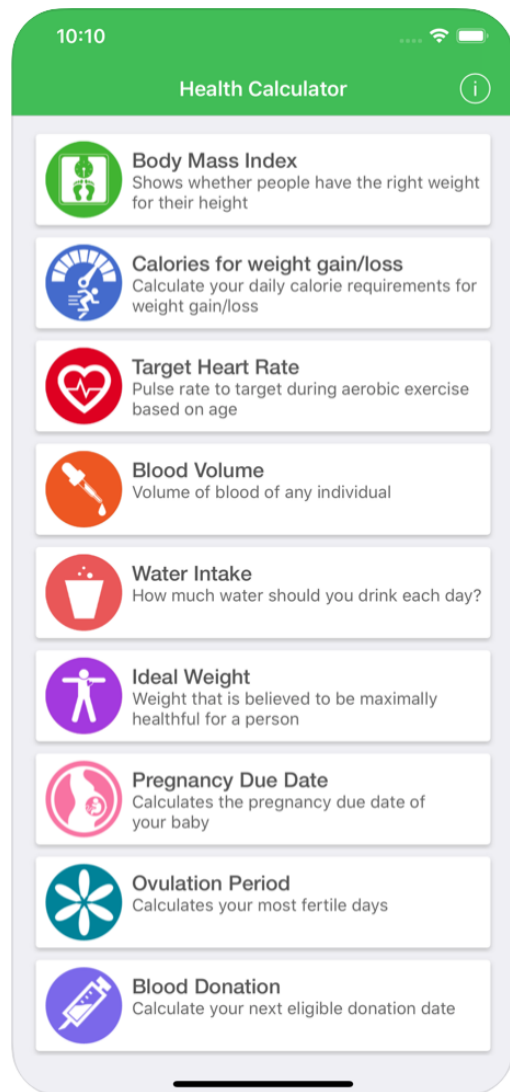 10:10
Health Calculator
i
Body Mass Index
Shows whether people have the right weight
for their height
Calories for weight gain/loss
Calculate your daily calorie requirements for
weight gain/loss
Target Heart Rate
Pulse rate to target during aerobic exercise
based on age
Blood Volume
Volume of blood of any individual
Water Intake
How much water should you drink each day?
Ideal Weight
Weight that is believed to be maximally
healthful for a person
Pregnancy Due Date
Calculates the pregnancy due date of
your baby
Ovulation Period
Calculates your most fertile days
Blood Donation
Calculate your next eligible donation date